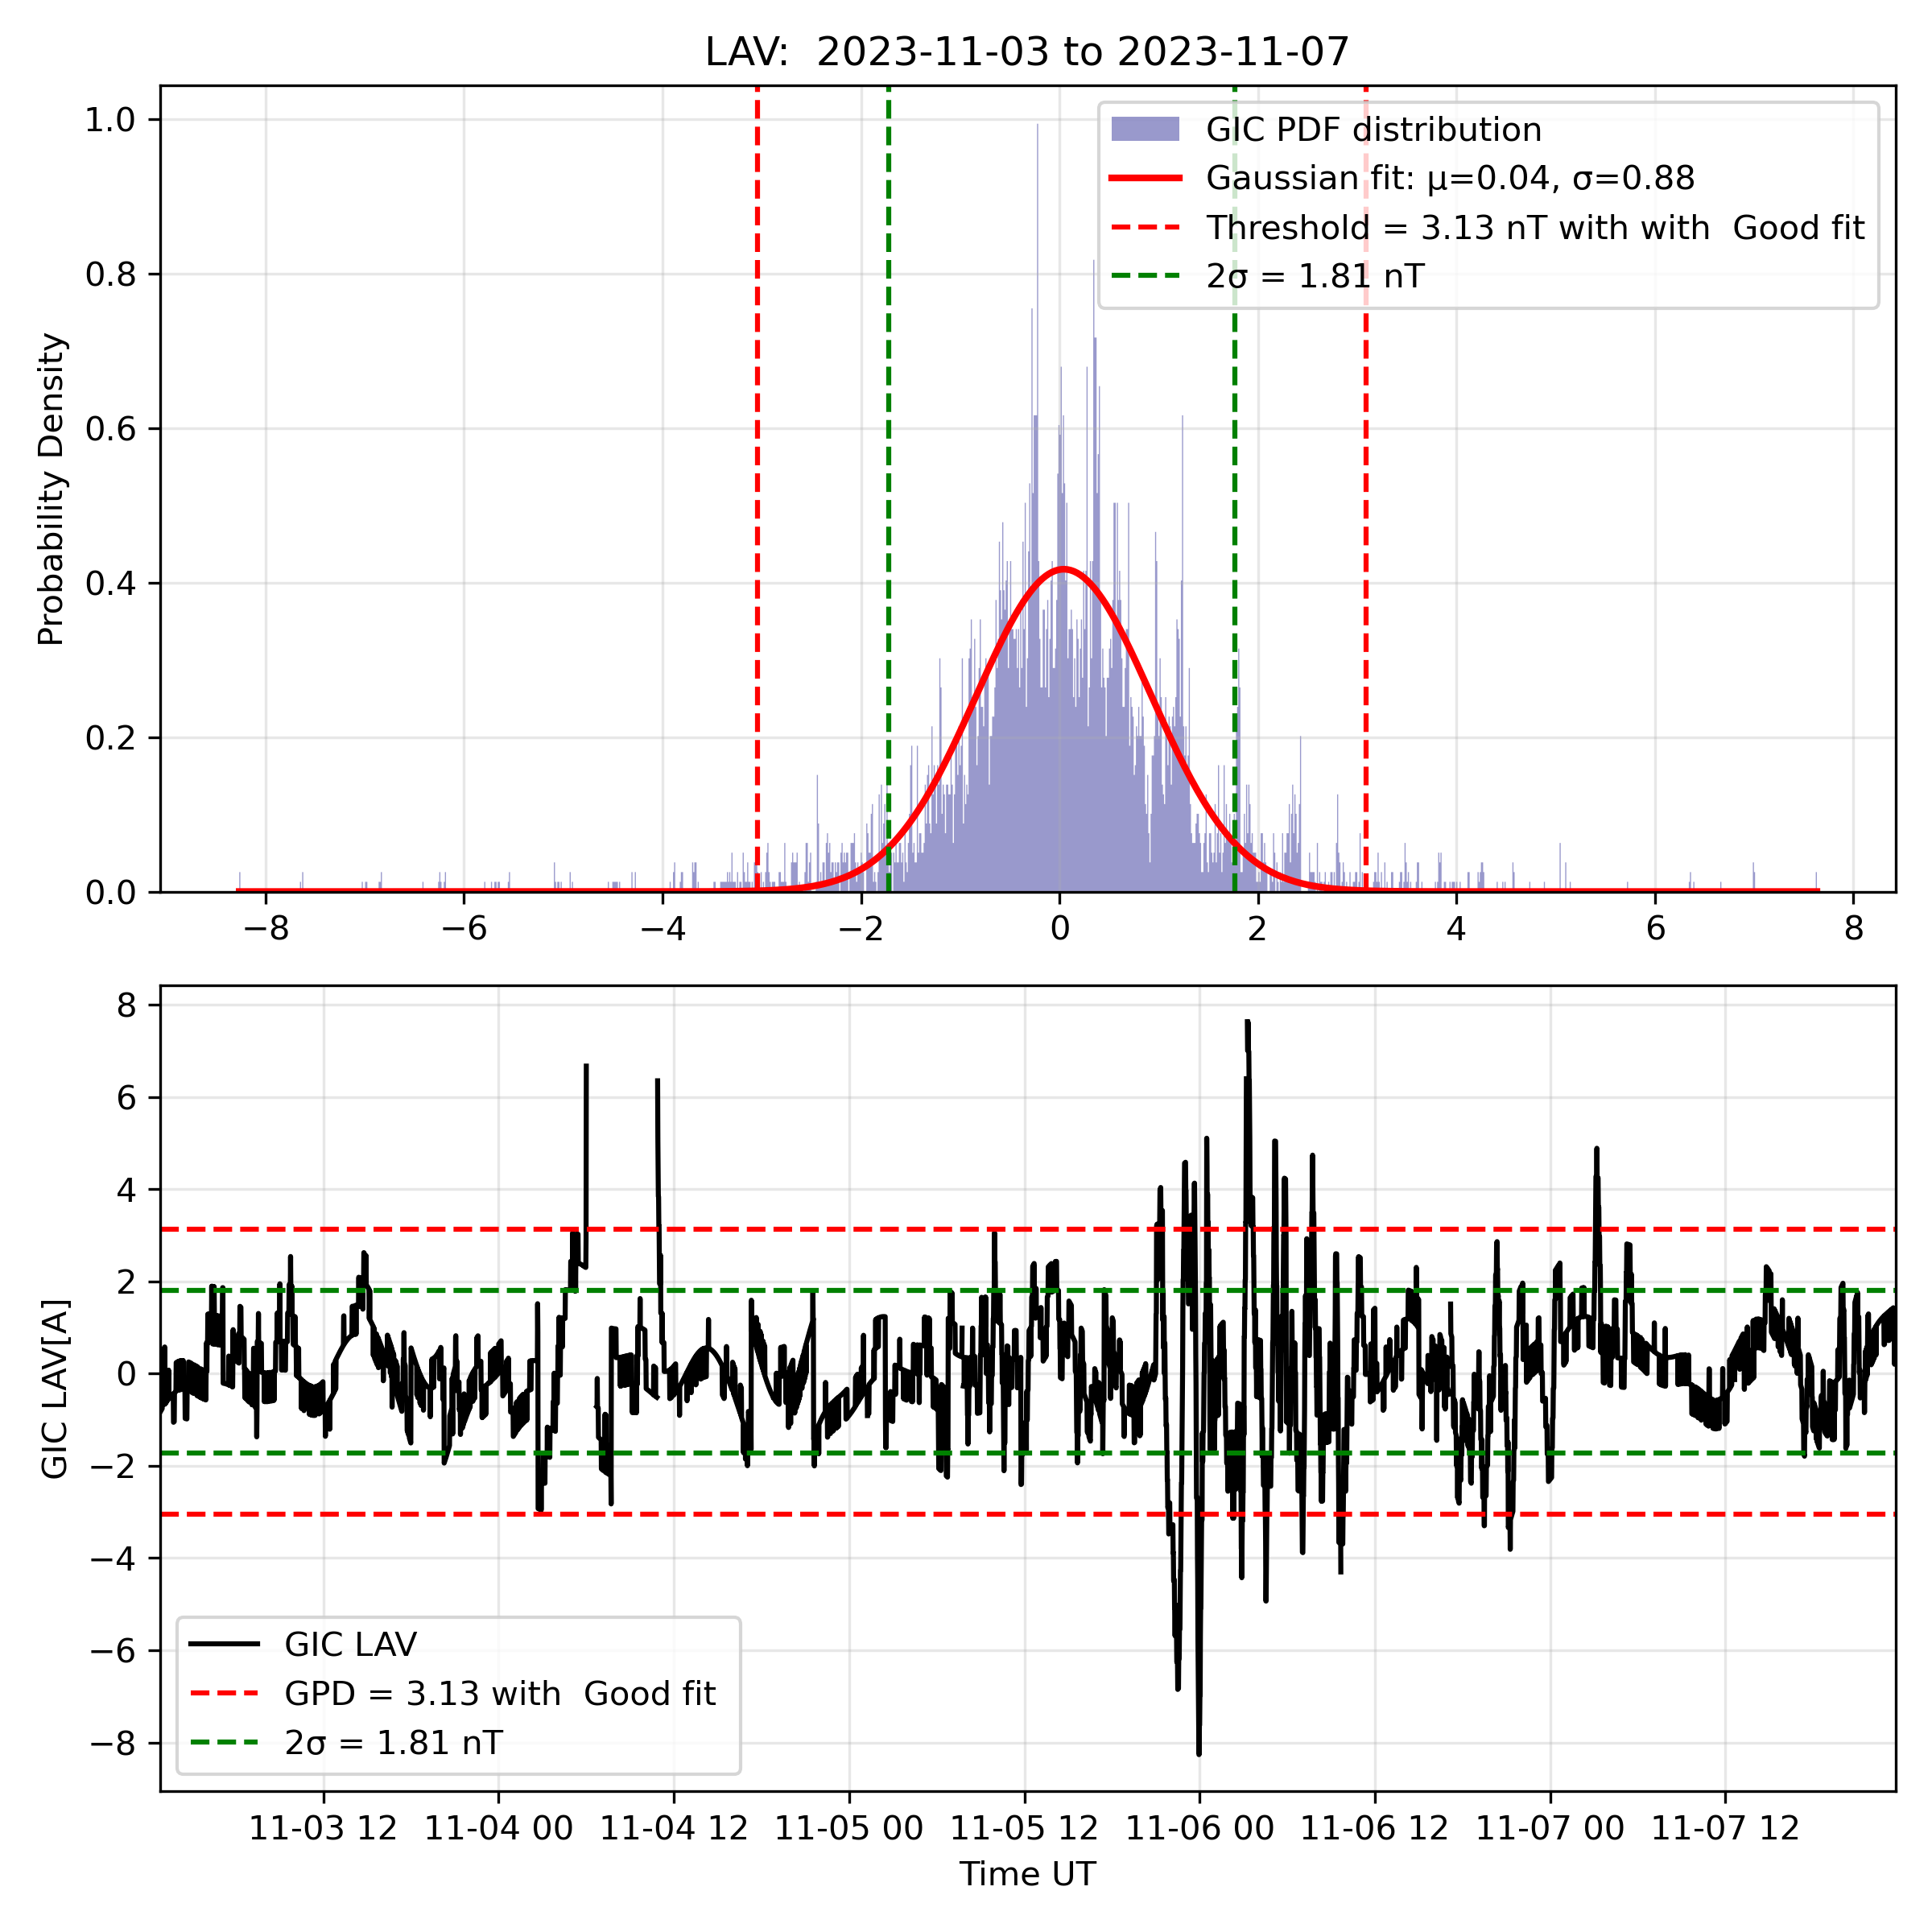 LAV:  2023-11-03 to 2023-11-07
Probability Density
1.0
0.8
0.6
0.4
0.2
0.0
GIC PDF distribution
Gaussian fit: μ=0.04, σ=0.88
Threshold = 3.13 nT with with  Good fit
2σ = 1.81 nT
−8 −6 −4 −2 0 2 4 6 8
GIC LAV[A]
8
6
4
2
0
−2
−4
−6
−8
GIC LAV
GPD = 3.13 with  Good fit
2σ = 1.81 nT
11-03 12 11-04 00 11-04 12 11-05 00 11-05 12 11-06 00 11-06 12 11-07 00 11-07 12
Time UT